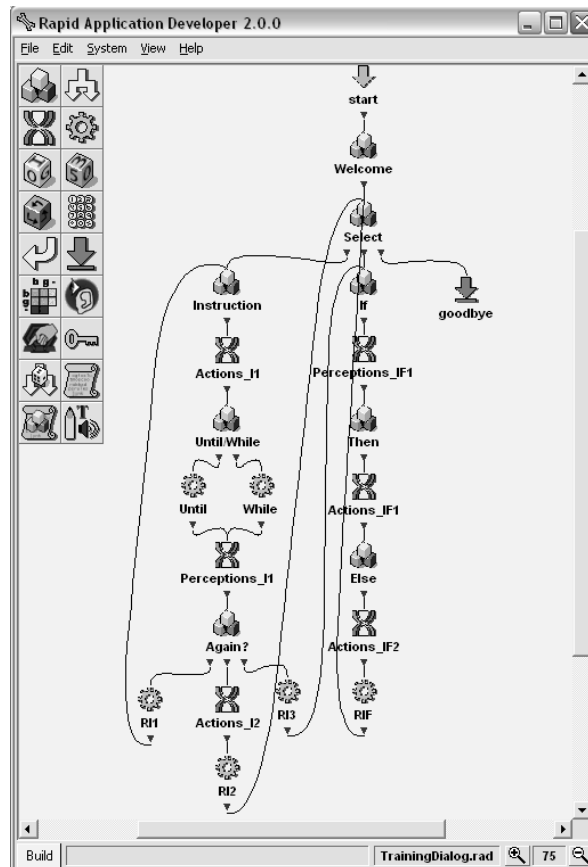 Rapid Application Developer 2.0.0
File Edit System View Help
start
Welcome
Select
Instruction
If
goodbye
Actions_I1
Perceptions_IF1
Until/While
Then
Until
While
Actions_IF1
Perceptions_I1
Else
Again?
Actions_IF2
RI1
Actions_I2
RI3
RIF
RI2
Build
TrainingDialog.rad
75